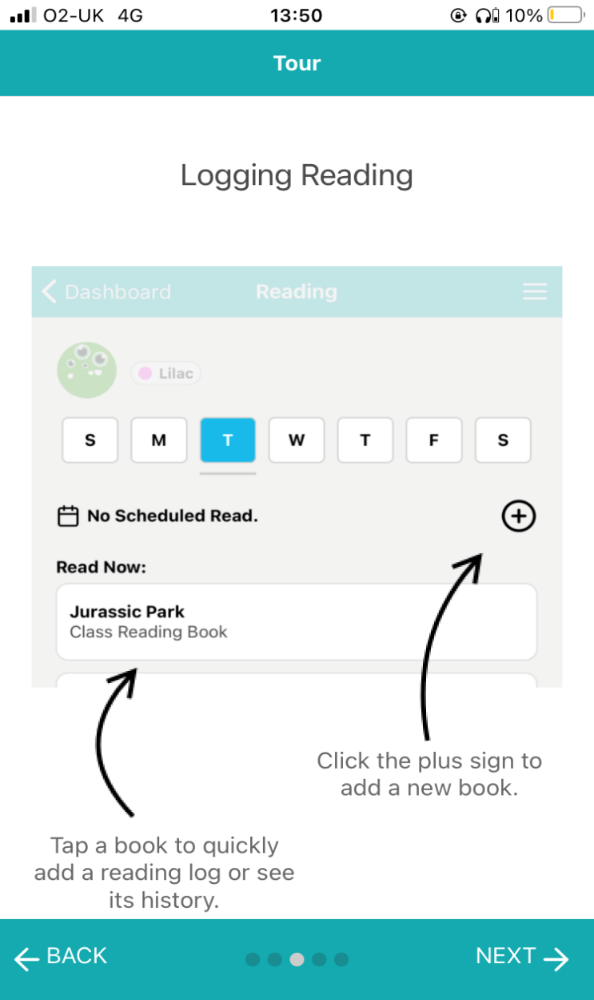 O2-UK 4G 13:50 10%
Tour
Logging Reading
Dashboard Reading
Lilac
S M T W T F S
No Scheduled Read.
Read Now:
Jurassic Park
Class Reading Book
Click the plus sign to
add a new book.
Tap a book to quickly
add a reading log or see
its history.
BACK NEXT